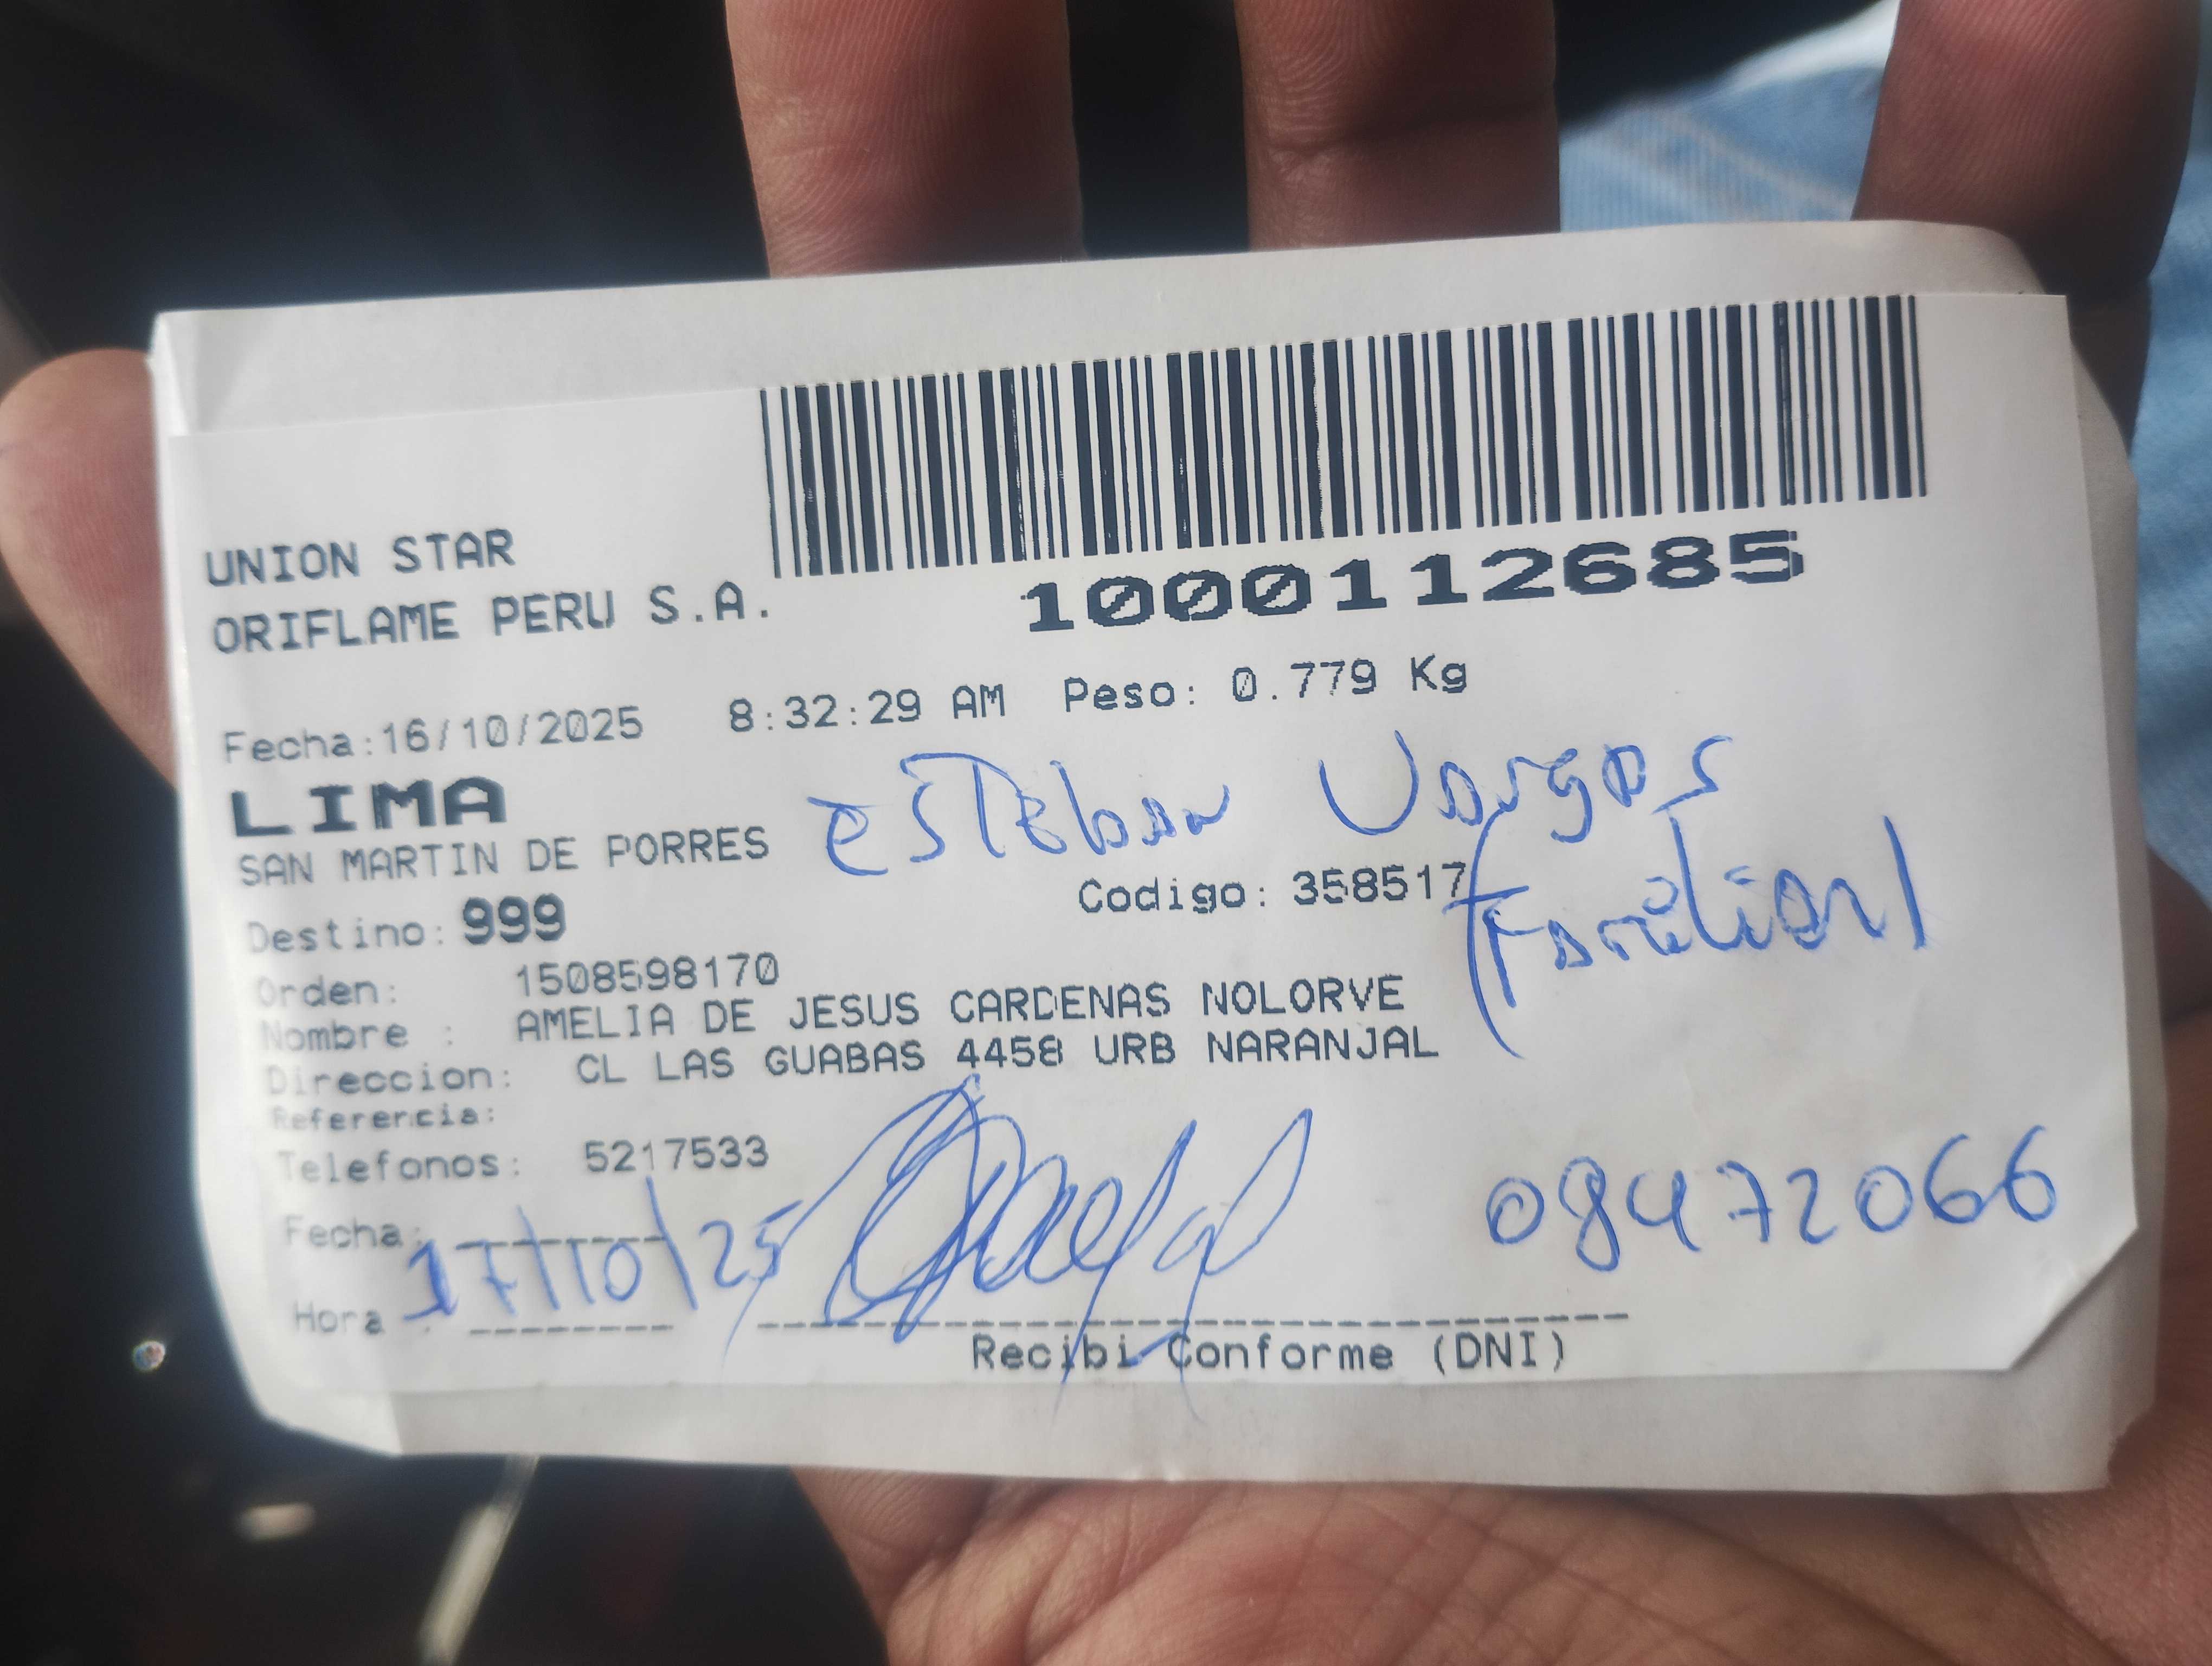 UNION STAR
ORIFLAME PERU S.A.
1000112685
Fecha:16/10/2025 8:32:29 AM Peso: 0.779 Kg
LIMA
esteban Vargas
SAN MARTIN DE PORRES
Codigo: 358517
(Familiar)
Destino: 999
Orden: 1508598170
Nombre : AMELIA DE JESUS CARDENAS NOLORVE
Direccion: CL LAS GUABAS 4458 URB NARANJAL
Referencia:
Telefonos: 5217533
Fecha: 17/10/25
08472066
Hora :
Recibi Conforme (DNI)